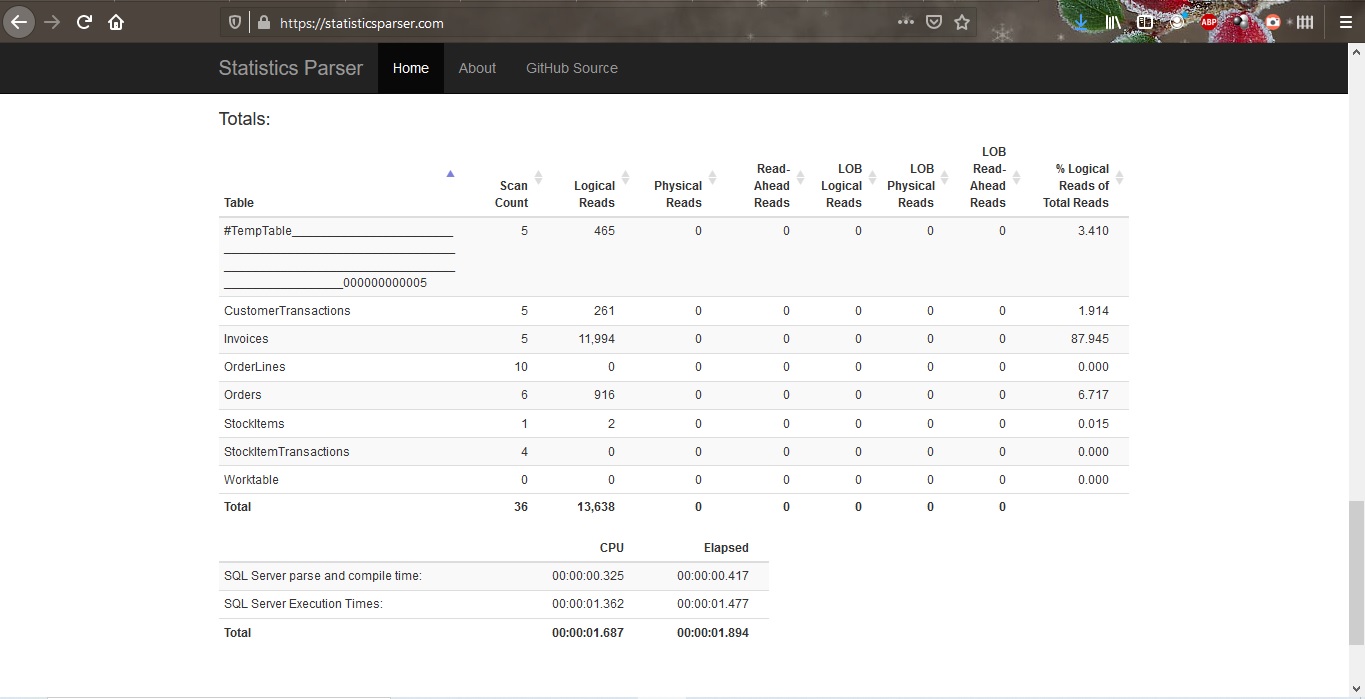 https://statisticsparser.com
ABP
Statistics Parser Home About GitHub Source
Totals:
Table Scan Count Logical Reads Physical Reads Read-Ahead Reads LOB Logical Reads LOB Physical Reads LOB Read-Ahead Reads % Logical Reads of Total Reads
#TempTable_______________________
_________________________________
_________________________________
_________________000000000005 5 465 0 0 0 0 0 3.410
CustomerTransactions 5 261 0 0 0 0 0 1.914
Invoices 5 11,994 0 0 0 0 0 87.945
OrderLines 10 0 0 0 0 0 0 0.000
Orders 6 916 0 0 0 0 0 6.717
StockItems 1 2 0 0 0 0 0 0.015
StockItemTransactions 4 0 0 0 0 0 0 0.000
Worktable 0 0 0 0 0 0 0 0.000
Total 36 13,638 0 0 0 0 0
CPU Elapsed
SQL Server parse and compile time: 00:00:00.325 00:00:00.417
SQL Server Execution Times: 00:00:01.362 00:00:01.477
Total 00:00:01.687 00:00:01.894